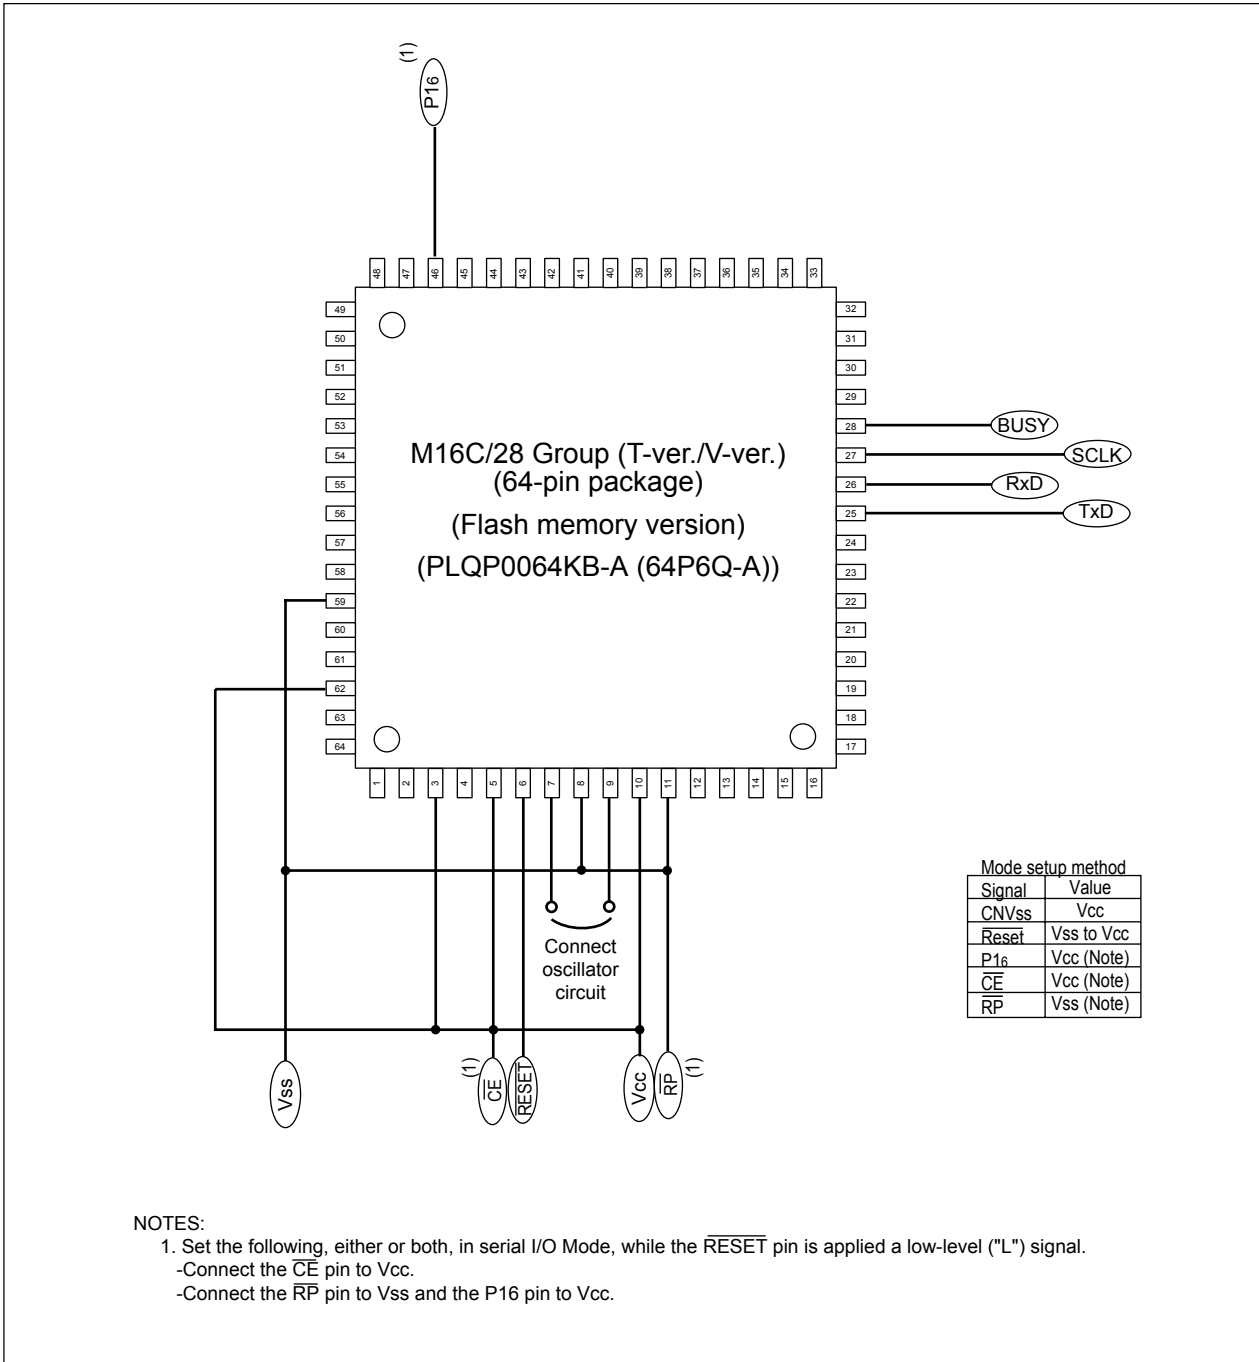 (1)
P16
48 47 46 45 44 43 42 41 40 39 38 37 36 35 34 33
49
50
51
52
53
54
55
56
57
58
59
60
61
62
63
64
32
31
30
29
28
27
26
25
24
23
22
21
20
19
18
17
BUSY
SCLK
RxD
TxD
M16C/28 Group (T-ver./V-ver.)
(64-pin package)
(Flash memory version)
(PLQP0064KB-A (64P6Q-A))
1 2 3 4 5 6 7 8 9 10 11 12 13 14 15 16
Connect
oscillator
circuit
Vss
(1)
CE
RESET
Vcc
RP
(1)
Mode setup method
Signal Value
CNVss Vcc
Reset Vss to Vcc
P16 Vcc (Note)
CE Vcc (Note)
RP Vss (Note)
NOTES:
1. Set the following, either or both, in serial I/O Mode, while the RESET pin is applied a low-level ("L") signal.
-Connect the CE pin to Vcc.
-Connect the RP pin to Vss and the P16 pin to Vcc.